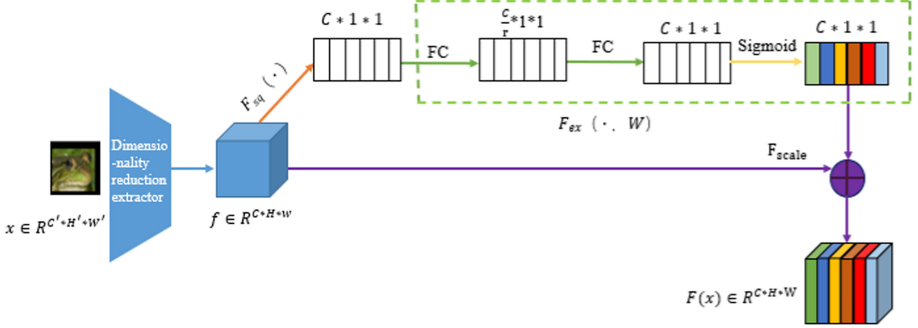 C * 1 * 1
C/r *1*1
C * 1 * 1
C * 1 * 1
FC
FC
Sigmoid
F_sq (·)
F_ex (·, W)
Dimensio
-nality
reduction
extractor
F_scale
x ∈ R^{C'*H'*W'}
f ∈ R^{C*H*W}
F(x) ∈ R^{C*H*W}